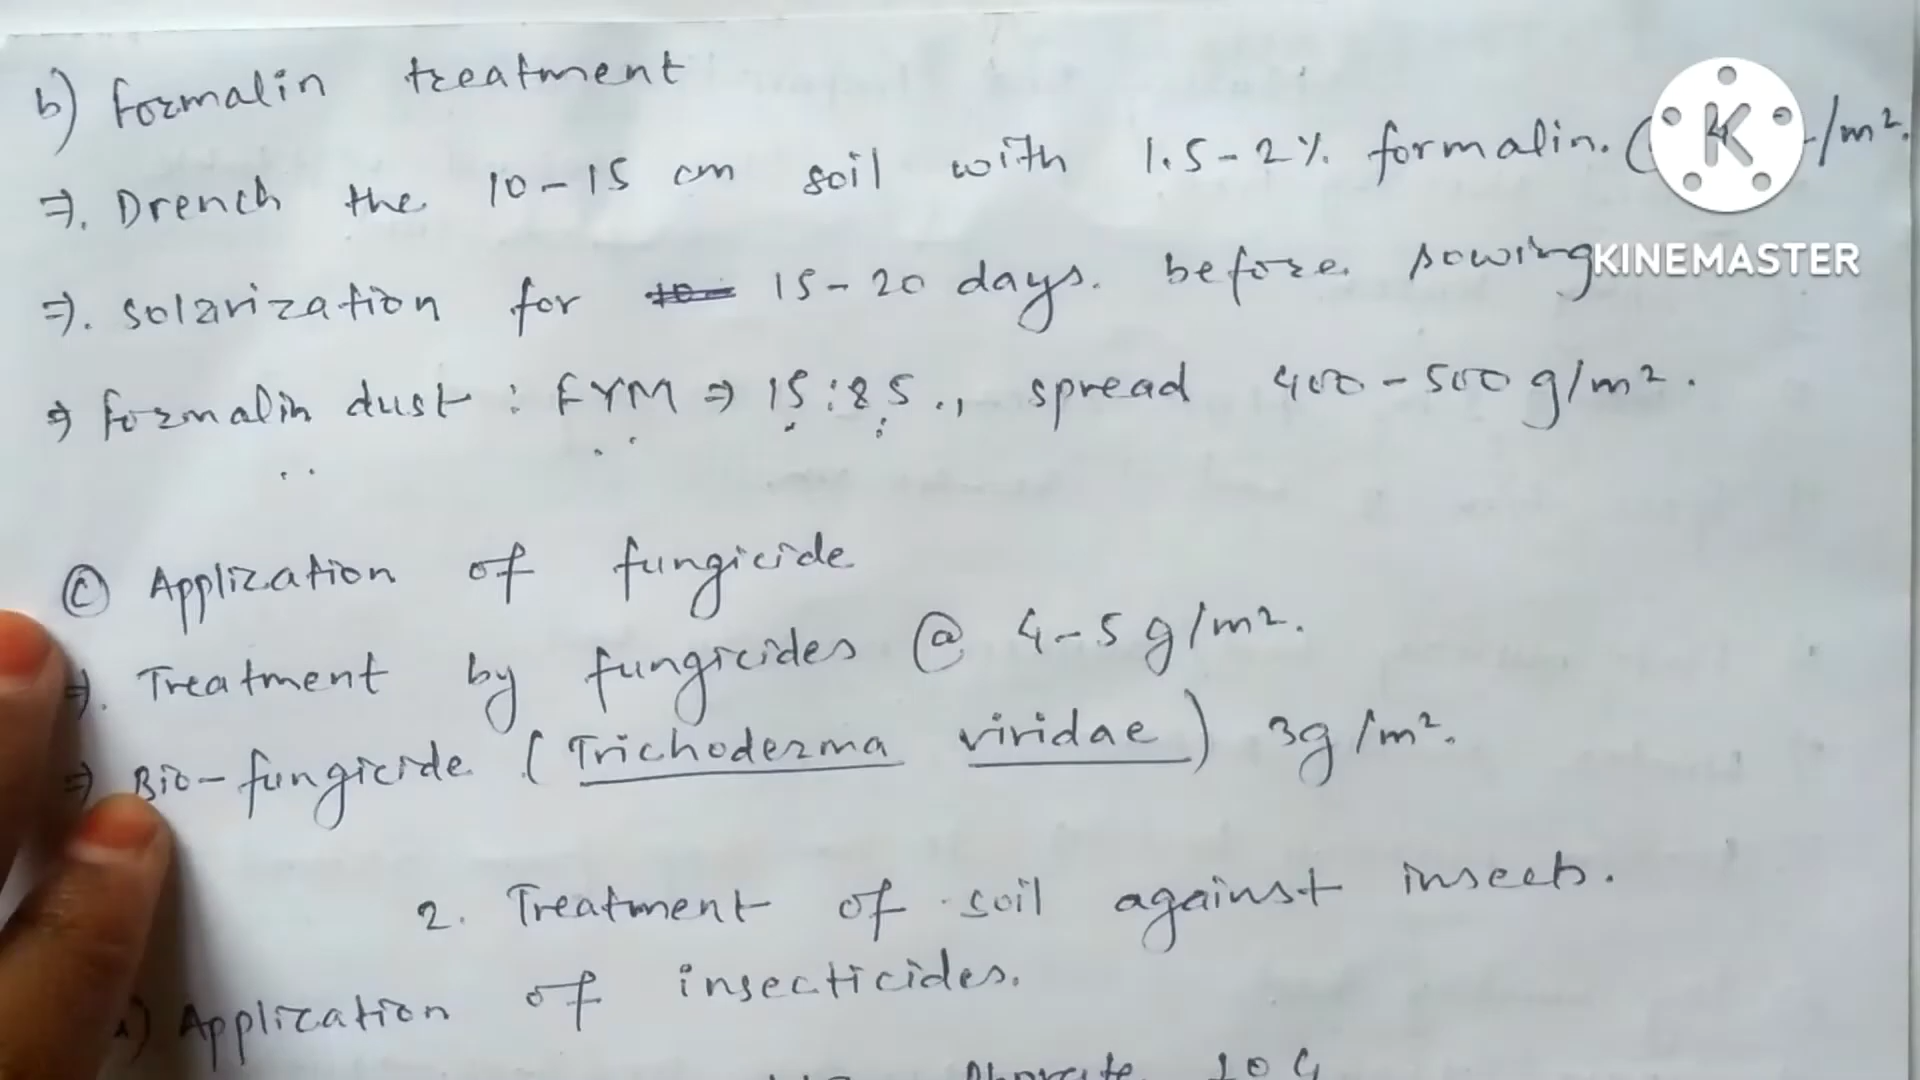 b) Formalin treatment
⇒. Drench the 10-15 cm soil with 1.5-2% formalin. ( /m².
⇒. Solarization for 15-20 days. before sowing
⇒ Formalin dust : FYM ⇒ 15:85., spread 400-500 g/m².
© Application of fungicide
⇒. Treatment by fungicides @ 4-5 g/m².
⇒ Bio-fungicide (Trichoderma viridae) 3g/m².
2. Treatment of soil against insects.
A) Application of insecticides.
10 G
K
KINEMASTER